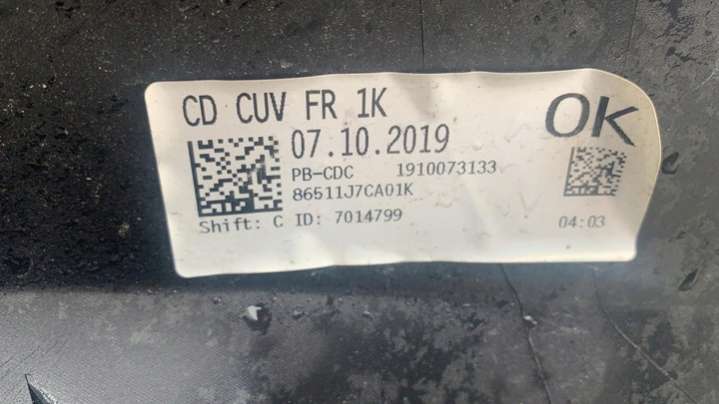 CD CUV FR 1K
OK
07.10.2019
PB-CDC 1910073133
86511J7CA01K
Shift: C ID: 7014799
04:03